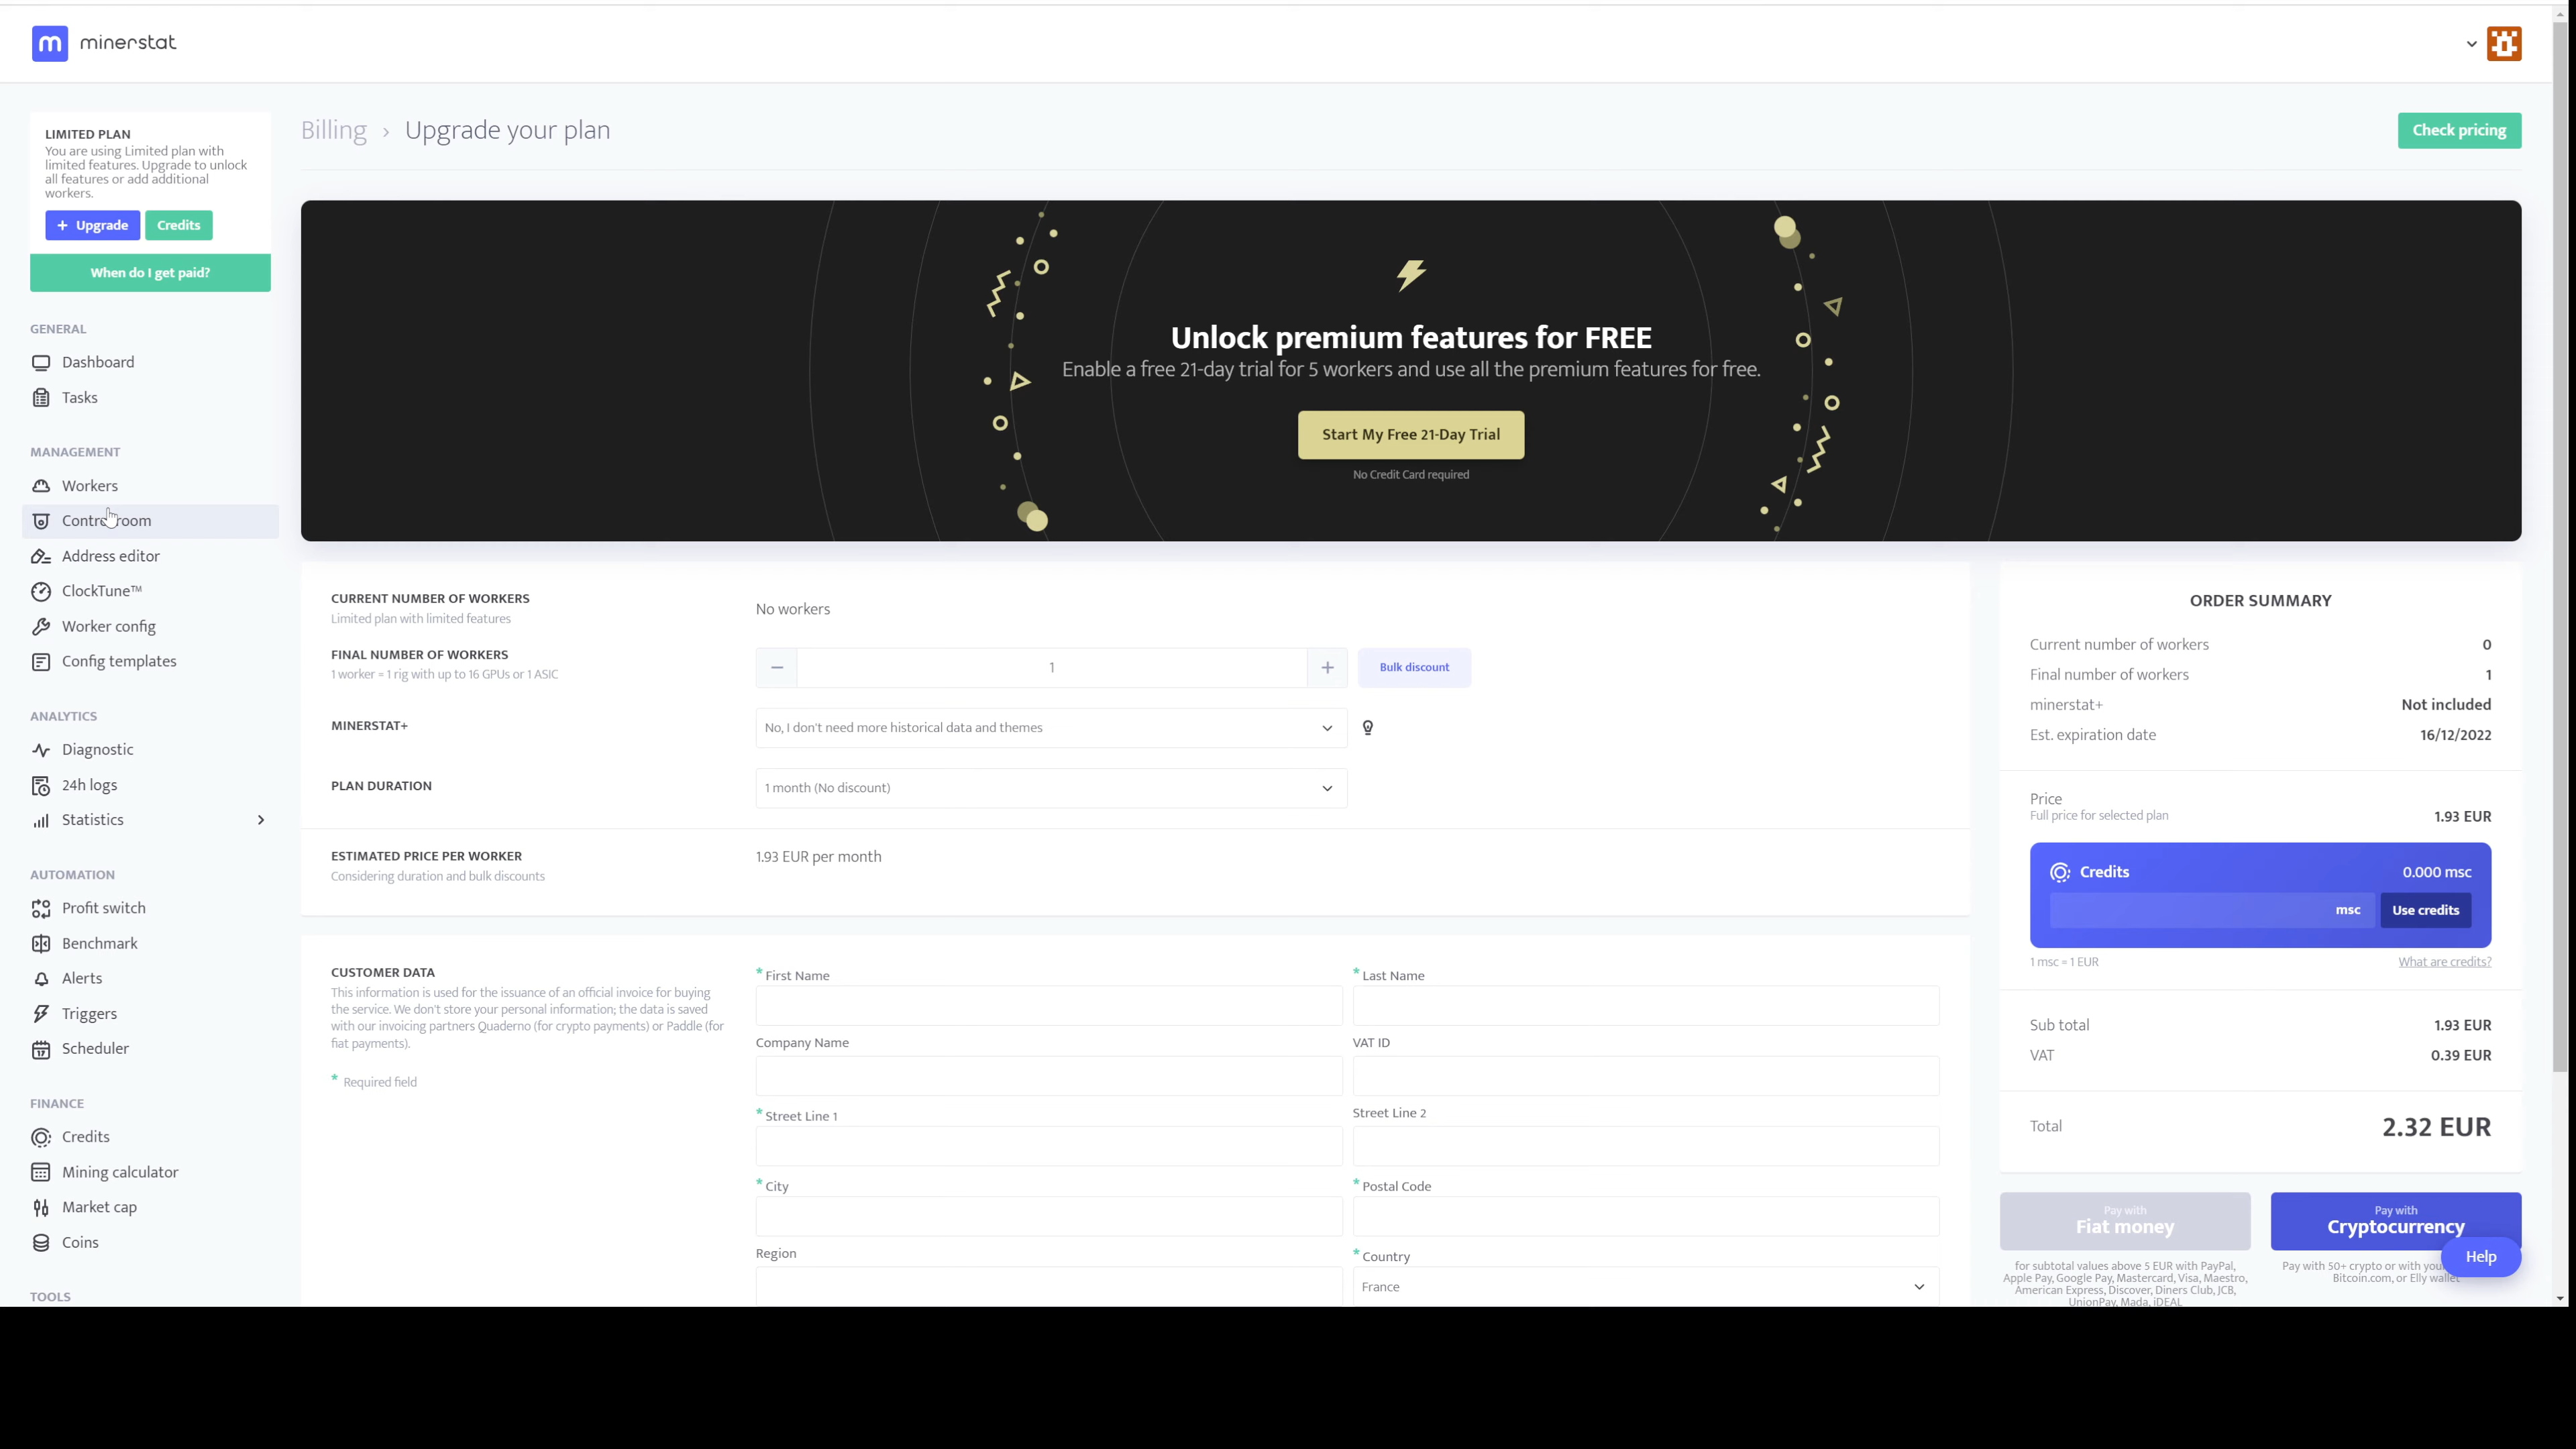 minerstat
LIMITED PLAN
You are using Limited plan with
limited features. Upgrade to unlock
all features or add additional
workers.
+ Upgrade
Credits
When do I get paid?
GENERAL
Dashboard
Tasks
MANAGEMENT
Workers
Control room
Address editor
ClockTune™
Worker config
Config templates
ANALYTICS
Diagnostic
24h logs
Statistics
AUTOMATION
Profit switch
Benchmark
Alerts
Triggers
Scheduler
FINANCE
Credits
Mining calculator
Market cap
Coins
TOOLS
Billing › Upgrade your plan
Check pricing
Unlock premium features for FREE
Enable a free 21-day trial for 5 workers and use all the premium features for free.
Start My Free 21-Day Trial
No Credit Card required
CURRENT NUMBER OF WORKERS
Limited plan with limited features
No workers
FINAL NUMBER OF WORKERS
1 worker = 1 rig with up to 16 GPUs or 1 ASIC
− 1 +
Bulk discount
MINERSTAT+
No, I don't need more historical data and themes
PLAN DURATION
1 month (No discount)
ESTIMATED PRICE PER WORKER
Considering duration and bulk discounts
1.93 EUR per month
CUSTOMER DATA
This information is used for the issuance of an official invoice for buying
the service. We don't store your personal information; the data is saved
with our invoicing partners Quaderno (for crypto payments) or Paddle (for
fiat payments).
* Required field
* First Name
* Last Name
Company Name
VAT ID
* Street Line 1
Street Line 2
* City
* Postal Code
Region
* Country
France
ORDER SUMMARY
Current number of workers 0
Final number of workers 1
minerstat+ Not included
Est. expiration date 16/12/2022
Price
Full price for selected plan
1.93 EUR
Credits 0.000 msc
msc
Use credits
1 msc = 1 EUR
What are credits?
Sub total 1.93 EUR
VAT 0.39 EUR
Total 2.32 EUR
Pay with
Fiat money
for subtotal values above 5 EUR with PayPal,
Apple Pay, Google Pay, Mastercard, Visa, Maestro,
American Express, Discover, Diners Club, JCB,
UnionPay, Mada, iDEAL
Pay with
Cryptocurrency
Pay with 50+ crypto or with
Bitcoin.com, or Elly wallet
Help